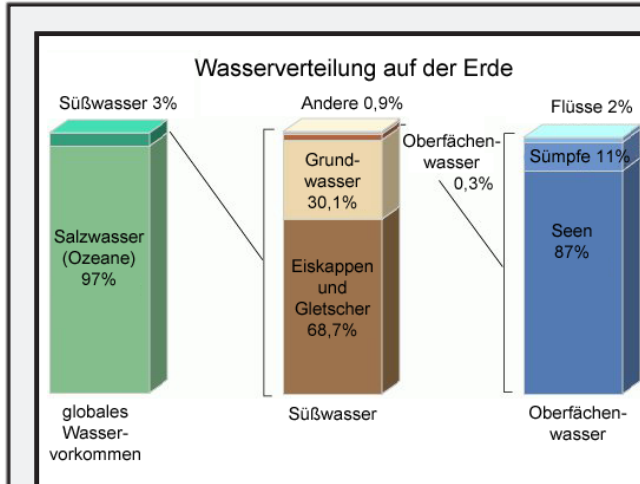 Wasserverteilung auf der Erde
Süßwasser 3%
Salzwasser
(Ozeane)
97%
globales
Wasser-
vorkommen
Andere 0,9%
Grund-
wasser
30,1%
Eiskappen
und
Gletscher
68,7%
Süßwasser
Oberfächen-
wasser
0,3%
Flüsse 2%
Sümpfe 11%
Seen
87%
Oberfächen-
wasser